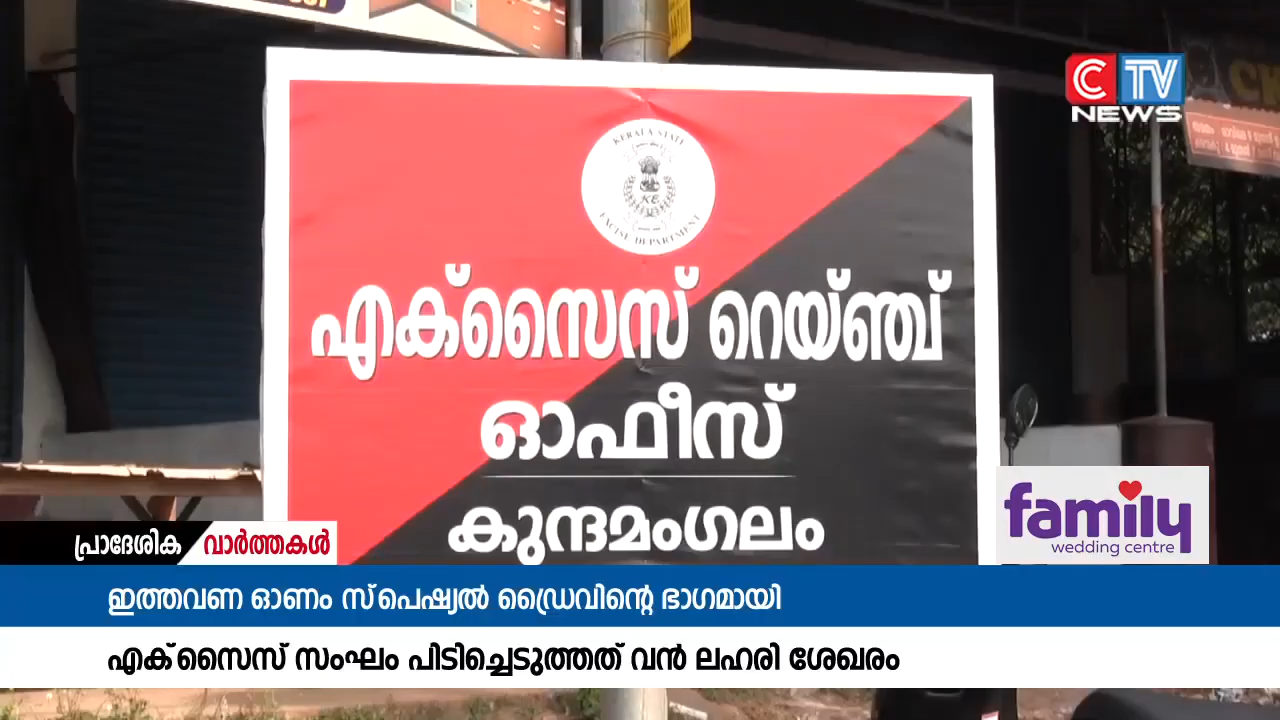 C TV
NEWS
KERALA STATE
KE
EXCISE DEPARTMENT
എക്സൈസ് റെയ്ഞ്ച്
ഓഫീസ്
കുന്ദമംഗലം
family
wedding centre
പ്രാദേശിക വാർത്തകൾ
ഇത്തവണ ഓണം സ്പെഷ്യൽ ഡ്രൈവിന്റെ ഭാഗമായി
എക്സൈസ് സംഘം പിടിച്ചെടുത്തത് വൻ ലഹരി ശേഖരം